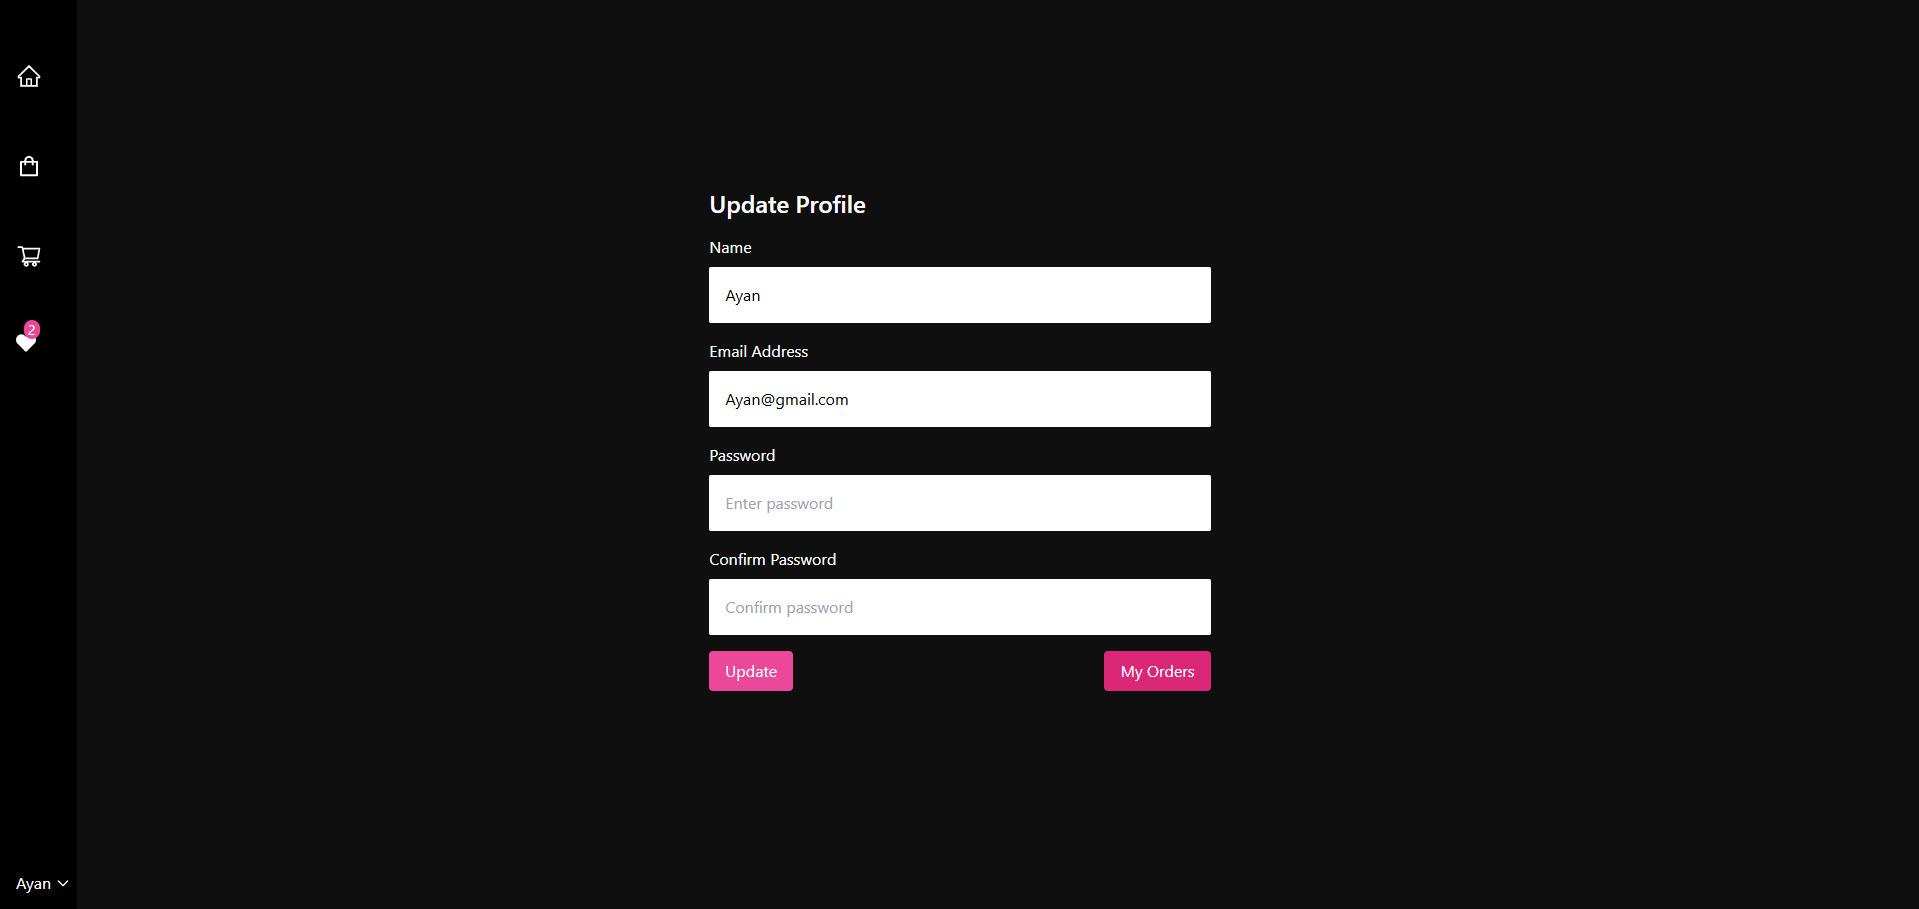 2
Ayan
Update Profile
Name
Ayan
Email Address
Ayan@gmail.com
Password
Enter password
Confirm Password
Confirm password
Update
My Orders